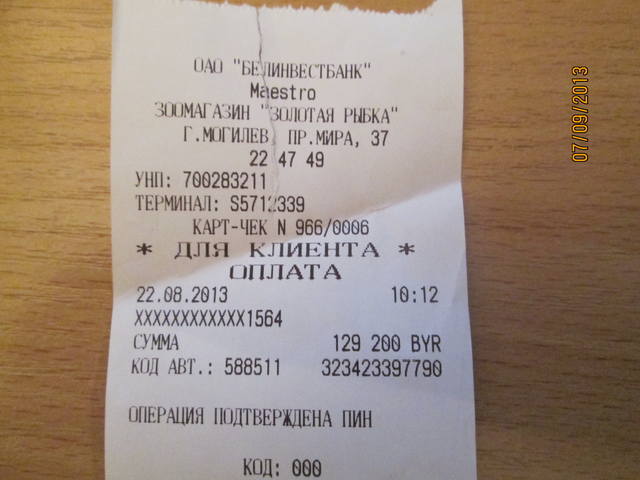 ОАО "БЕЛИНВЕСТБАНК"
Maestro
ЗООМАГАЗИН "ЗОЛОТАЯ РЫБКА"
Г.МОГИЛЕВ ПР.МИРА, 37
22 47 49
УНП: 700283211
ТЕРМИНАЛ: S5712339
КАРТ-ЧЕК N 966/0006
* ДЛЯ КЛИЕНТА *
ОПЛАТА
22.08.2013 10:12
XXXXXXXXXXXX1564
СУММА 129 200 BYR
КОД АВТ.: 588511 323423397790
ОПЕРАЦИЯ ПОДТВЕРЖДЕНА ПИН
КОД: 000
07/09/2013